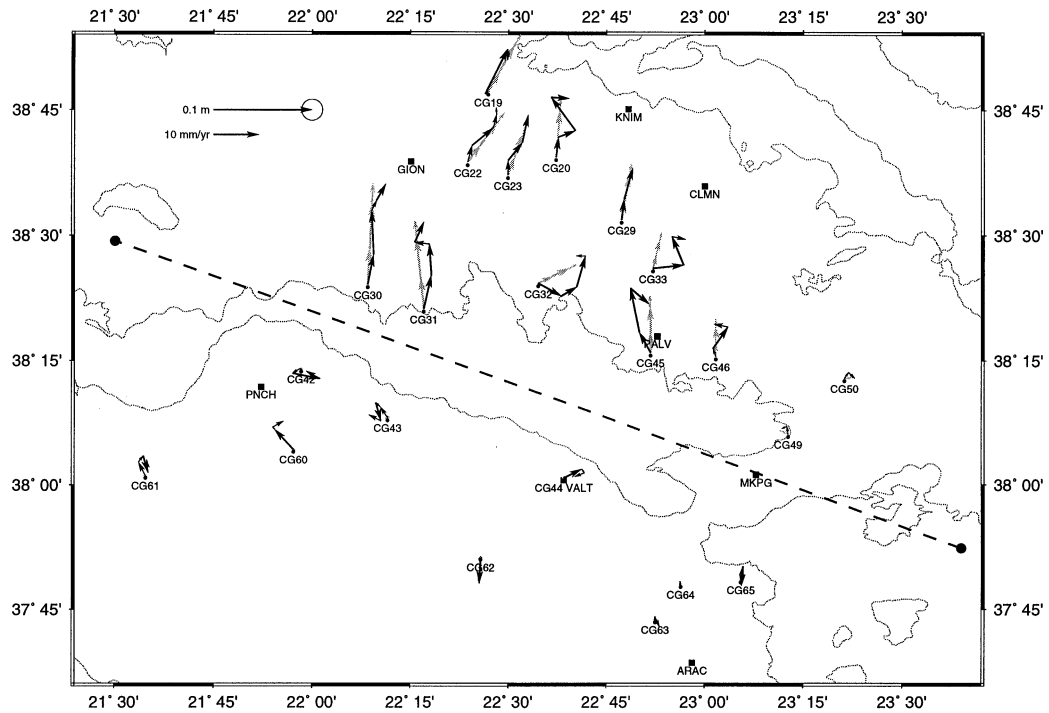 21° 30' 21° 45' 22° 00' 22° 15' 22° 30' 22° 45' 23° 00' 23° 15' 23° 30'
CG19
38° 45' 0.1 m KNIM 38° 45'
10 mm/yr
GION CG22 CG23 CG20
CLMN
CG29
38° 30' 38° 30'
CG33
CG30 CG32
CG31
PALV
38° 15' CG45 CG46 38° 15'
CG42
PNCH CG50
CG43
CG49
CG60
38° 00' CG61 CG44 VALT MKPG 38° 00'
CG62
CG64 CG65
37° 45' 37° 45'
CG63
ARAC
21° 30' 21° 45' 22° 00' 22° 15' 22° 30' 22° 45' 23° 00' 23° 15' 23° 30'